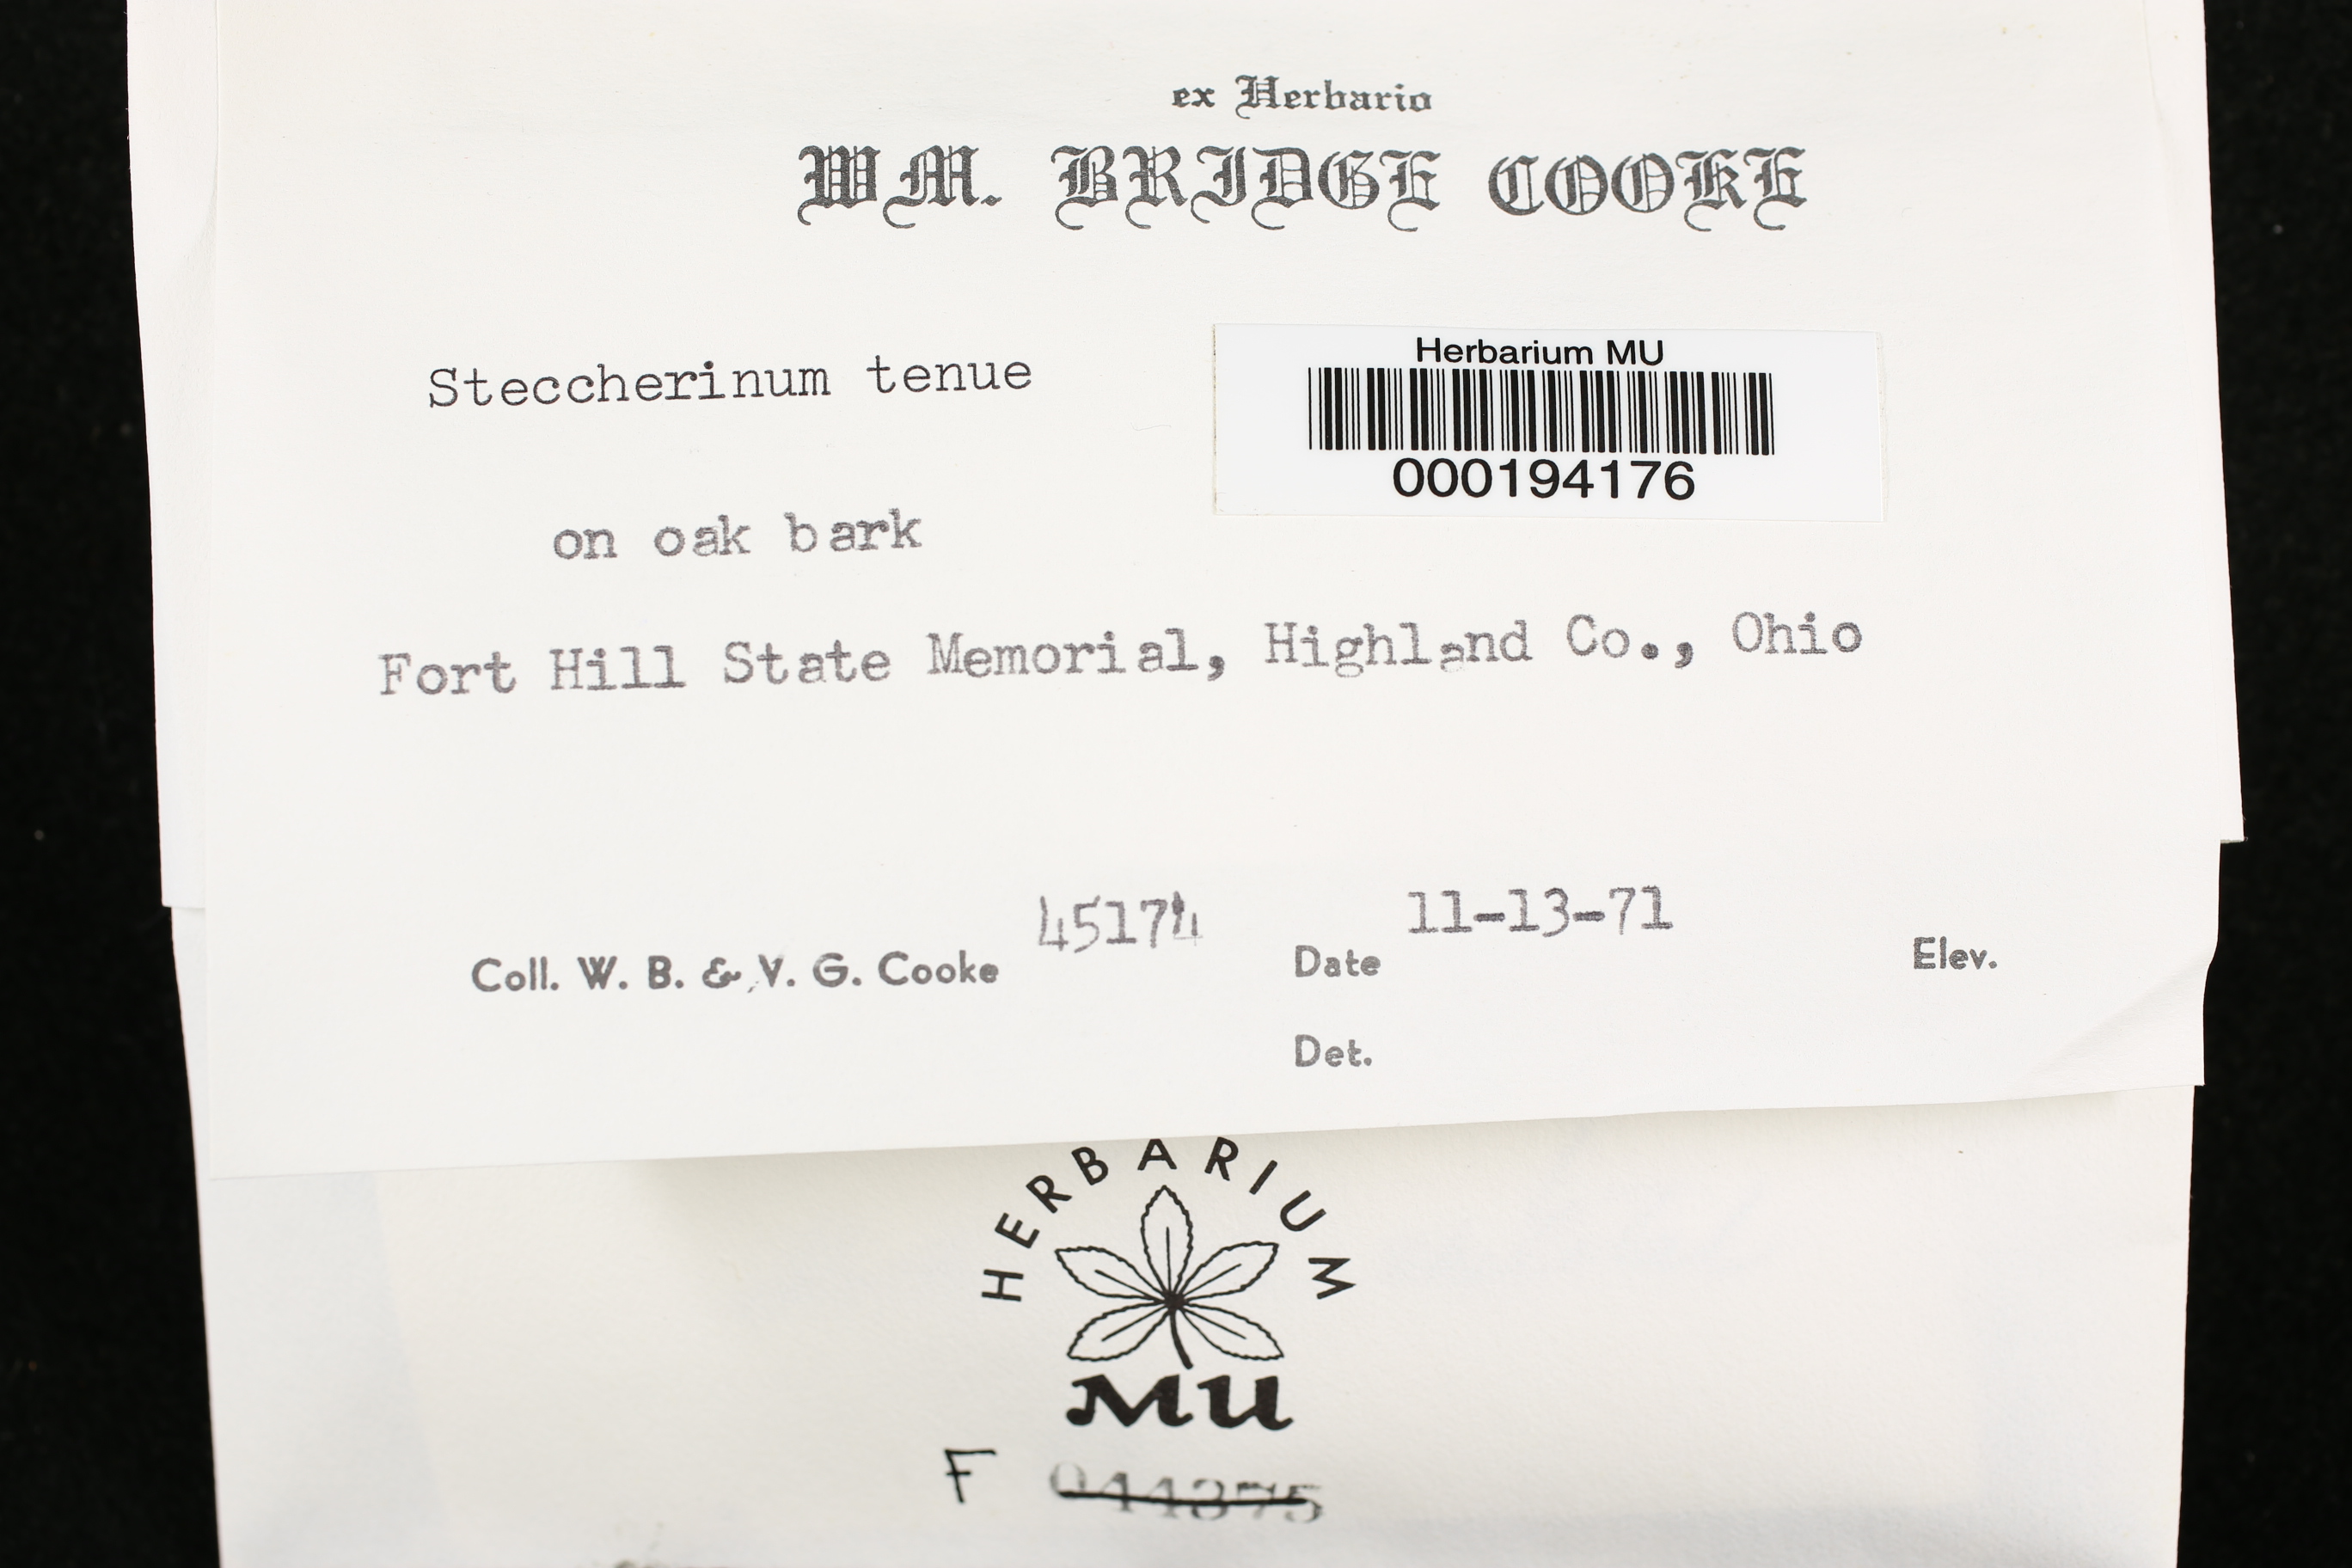 ex Herbario
WM. BRIDGE COOKE
Steccherinum tenue
Herbarium MU
000194176
on oak bark
Fort Hill State Memorial, Highland Co., Ohio
45174
11-13-71
Coll. W. B. & V. G. Cooke
Date
Elev.
Det.
HERBARIUM
MU
F 044375